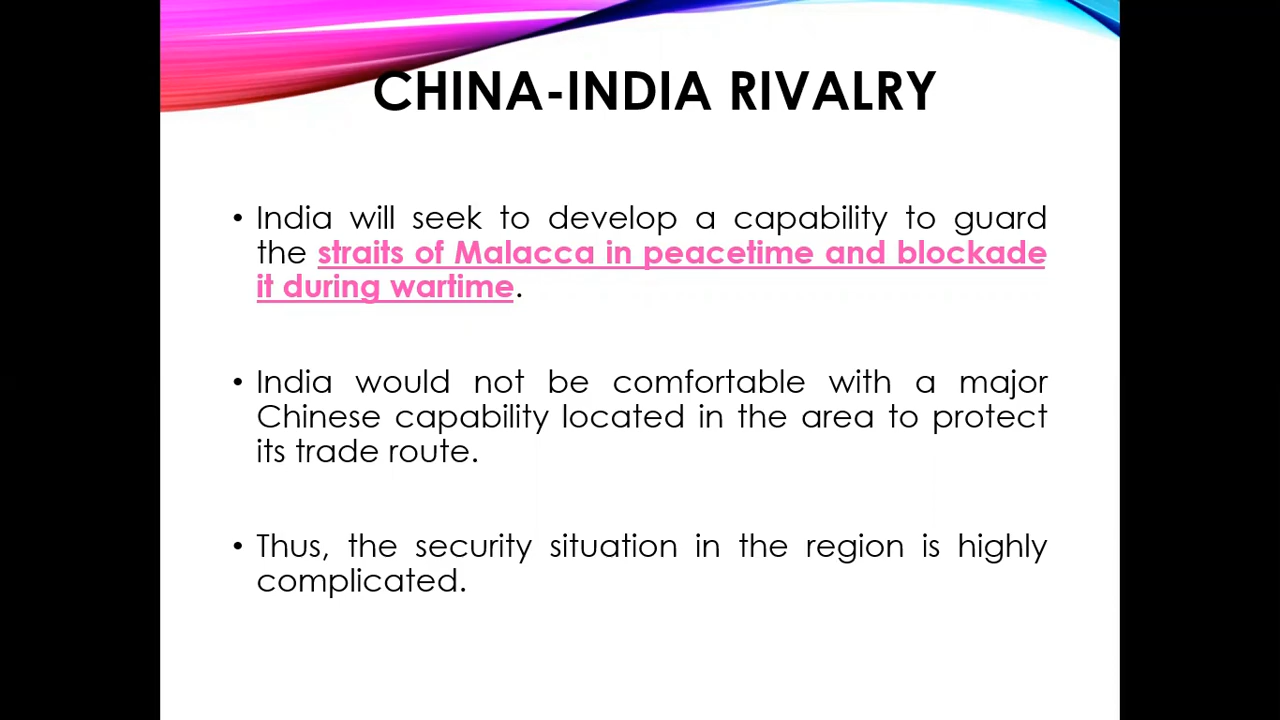 CHINA-INDIA RIVALRY
• India will seek to develop a capability to guard
the straits of Malacca in peacetime and blockade
it during wartime.
• India would not be comfortable with a major
Chinese capability located in the area to protect
its trade route.
• Thus, the security situation in the region is highly
complicated.